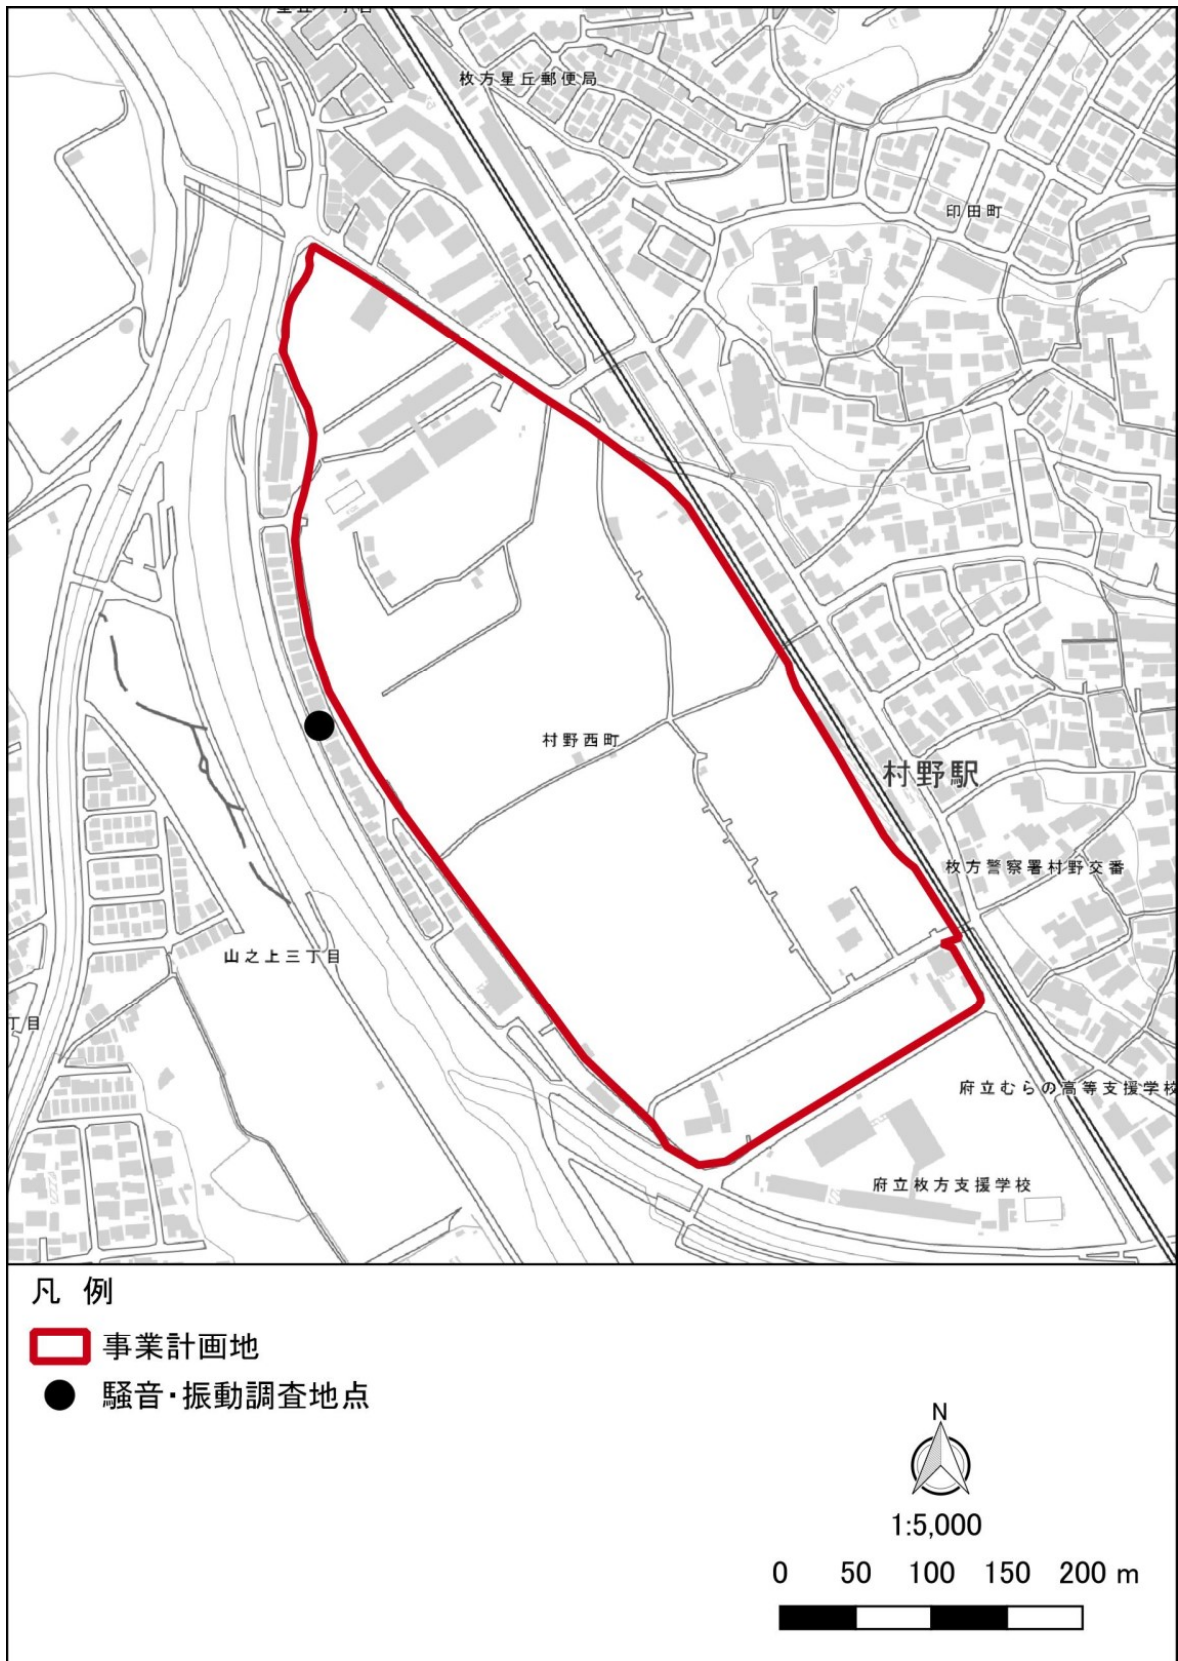 枚方星丘郵便局
印田町
村野西町
村野駅
枚方警察署村野交番
山之上三丁目
丁目
府立むらの高等支援学校
府立枚方支援学校
凡 例
事業計画地
騒音・振動調査地点
N
1:5,000
0 50 100 150 200 m